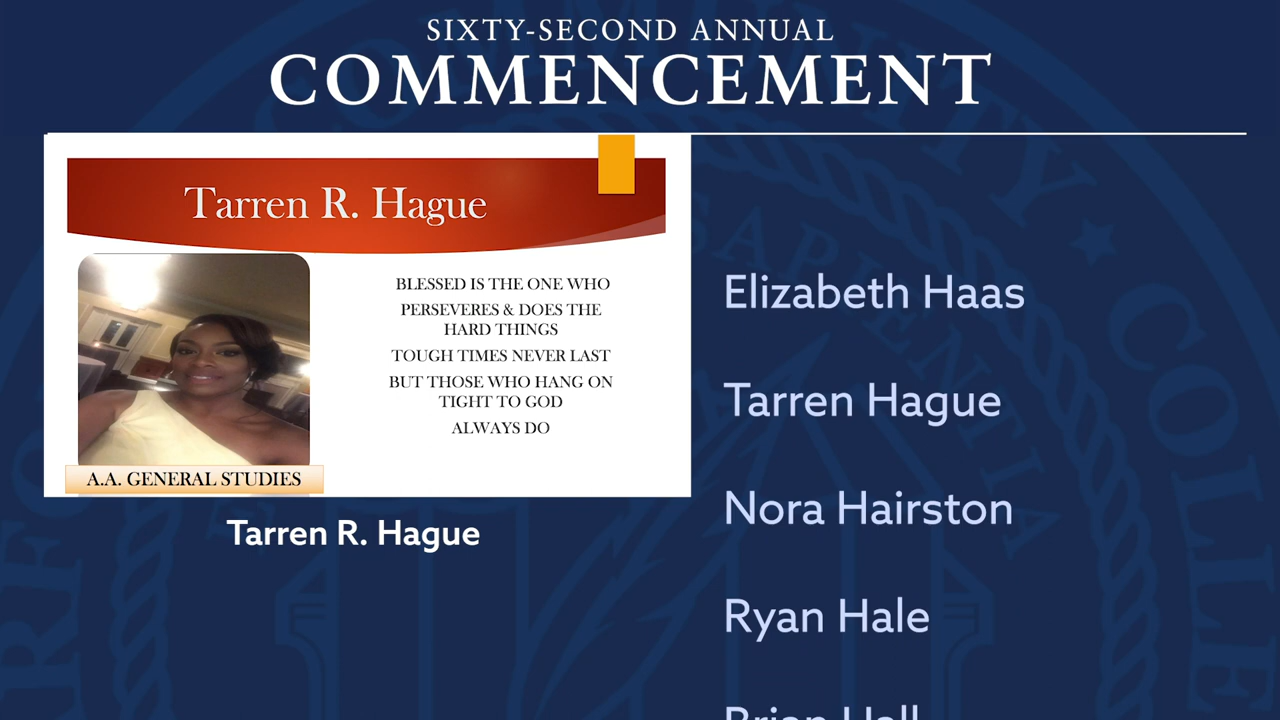 SIXTY-SECOND ANNUAL
COMMENCEMENT
Tarren R. Hague
BLESSED IS THE ONE WHO
PERSEVERES & DOES THE
HARD THINGS
TOUGH TIMES NEVER LAST
BUT THOSE WHO HANG ON
TIGHT TO GOD
ALWAYS DO
A.A. GENERAL STUDIES
Tarren R. Hague
Elizabeth Haas
Tarren Hague
Nora Hairston
Ryan Hale
Brian Hall